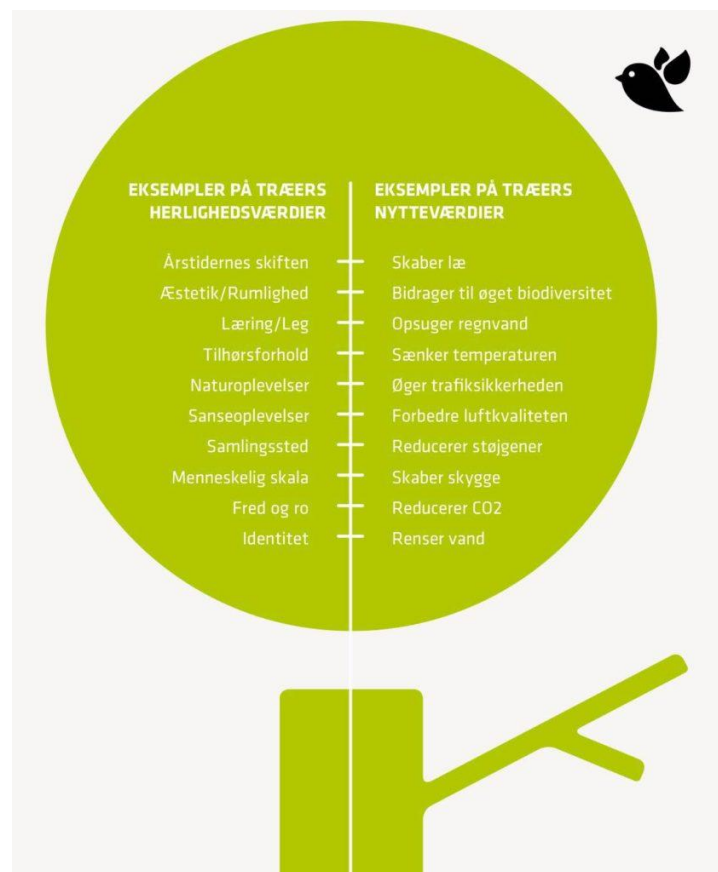 EKSEMPLER PÅ TRÆERS
HERLIGHEDSVÆRDIER
Årstidernes skiften
Æstetik/Rumlighed
Læring/Leg
Tilhørsforhold
Naturoplevelser
Sanseoplevelser
Samlingssted
Menneskelig skala
Fred og ro
Identitet
EKSEMPLER PÅ TRÆERS
NYTTEVÆRDIER
Skaber læ
Bidrager til øget biodiversitet
Opsuger regnvand
Sænker temperaturen
Øger trafiksikkerheden
Forbedre luftkvaliteten
Reducerer støjgener
Skaber skygge
Reducerer CO2
Renser vand